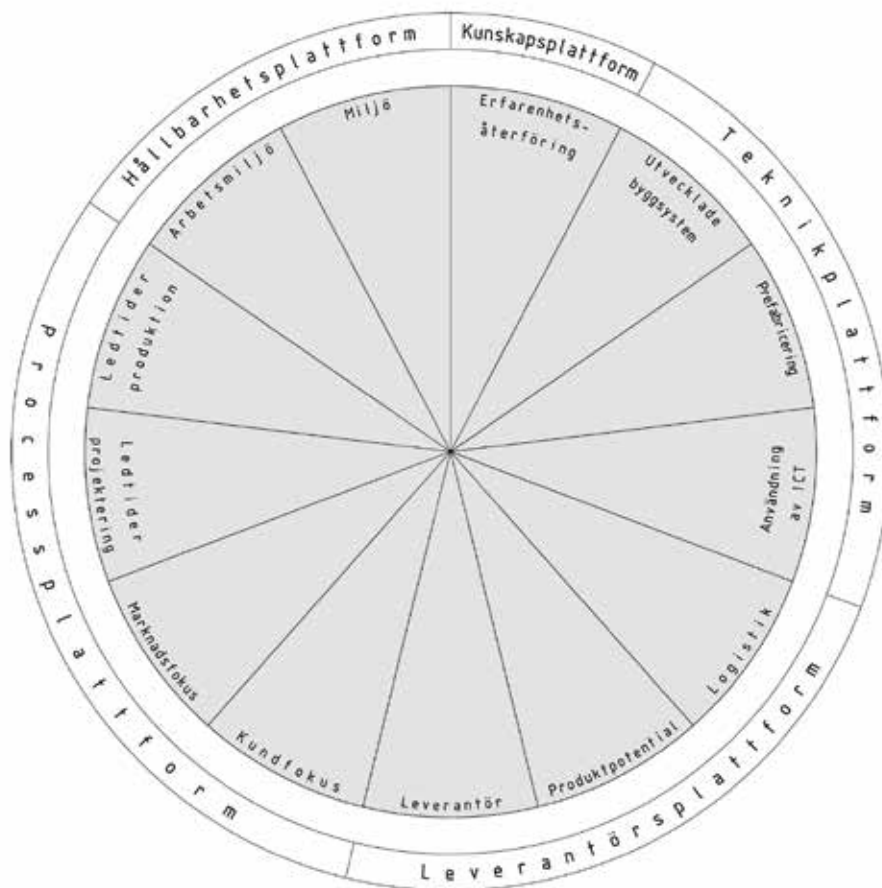 Hållbarhetsplattform
Kunskapsplattform
Teknikplattform
Leverantörsplattform
Processplattform
Miljö
Erfarenhets-
återföring
Utvecklade
byggsystem
Prefabricering
Användning
av ICT
Logistik
Produktpotential
Leverantör
Kundfokus
Marknadsfokus
Ledtider
projektering
Ledtider
produktion
Arbetsmiljö